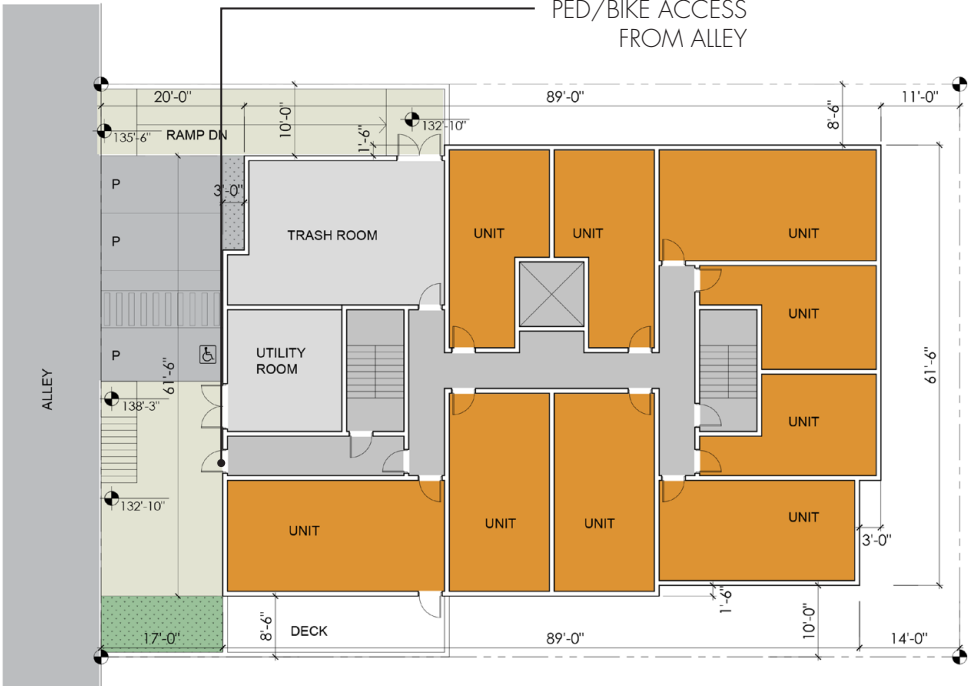 PED/BIKE ACCESS
FROM ALLEY
20'-0"
89'-0"
11'-0"
10'-0"
8'-6"
135'-6"
RAMP DN
132'-10"
1'-6"
P
3'-0"
TRASH ROOM
UNIT
UNIT
UNIT
P
UNIT
P
UTILITY
ROOM
61'-6"
61'-6"
ALLEY
138'-3"
UNIT
132'-10"
UNIT
UNIT
UNIT
UNIT
3'-0"
1'-6"
8'-6"
DECK
10'-0"
17'-0"
89'-0"
14'-0"